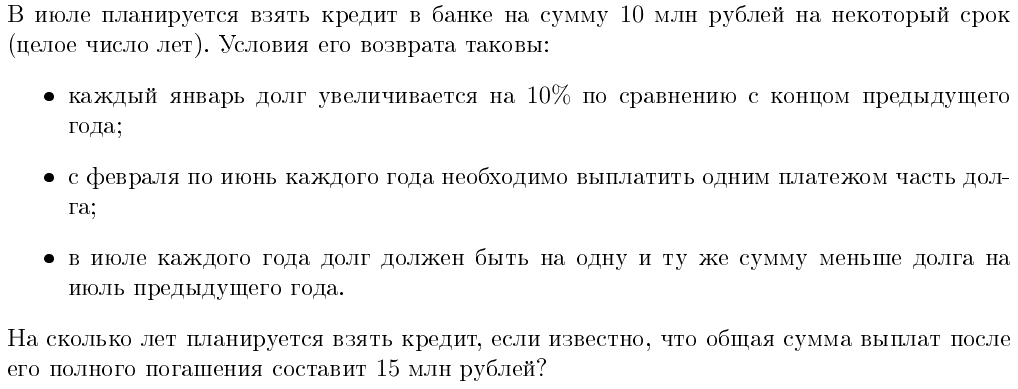 В июле планируется взять кредит в банке на сумму 10 млн рублей на некоторый срок
(целое число лет). Условия его возврата таковы:
• каждый январь долг увеличивается на 10% по сравнению с концом предыдущего
года;
• с февраля по июнь каждого года необходимо выплатить одним платежом часть дол-
га;
• в июле каждого года долг должен быть на одну и ту же сумму меньше долга на
июль предыдущего года.
На сколько лет планируется взять кредит, если известно, что общая сумма выплат после
его полного погашения составит 15 млн рублей?